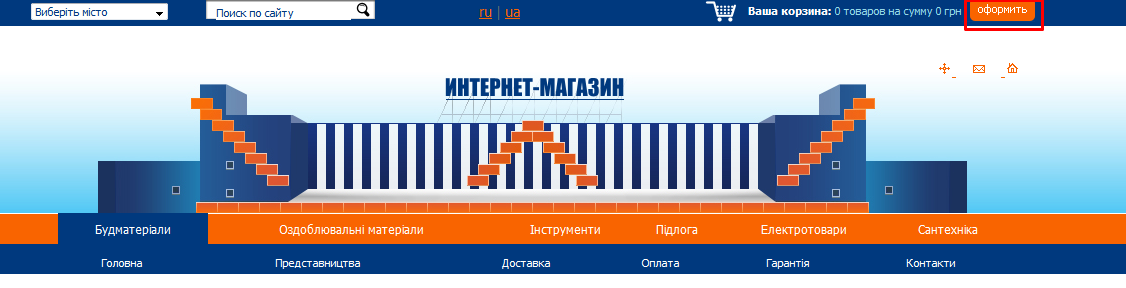 Виберіть місто
Поиск по сайту
ru | ua
Ваша корзина: 0 товаров на сумму 0 грн
оформить
ИНТЕРНЕТ-МАГАЗИН
Будматеріали Оздоблювальні матеріали Інструменти Підлога Електротовари Сантехніка
Головна Представництва Доставка Оплата Гарантія Контакти